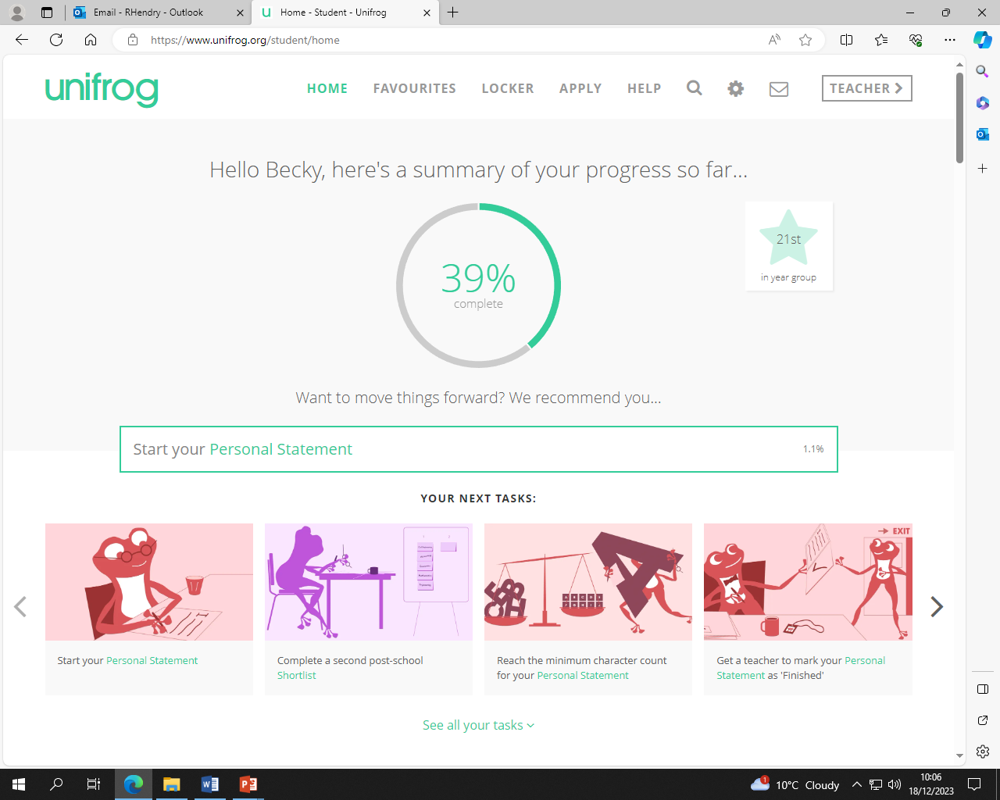 Email - RHendry - Outlook
Home - Student - Unifrog
https://www.unifrog.org/student/home
unifrog
HOME FAVOURITES LOCKER APPLY HELP TEACHER
Hello Becky, here's a summary of your progress so far...
39%
complete
21st
in year group
Want to move things forward? We recommend you...
Start your Personal Statement 1.1%
YOUR NEXT TASKS:
EXIT
A B C D E
Start your Personal Statement
Complete a second post-school
Shortlist
Reach the minimum character count
for your Personal Statement
Get a teacher to mark your Personal
Statement as 'Finished'
See all your tasks
1
10°C Cloudy
10:06
18/12/2023